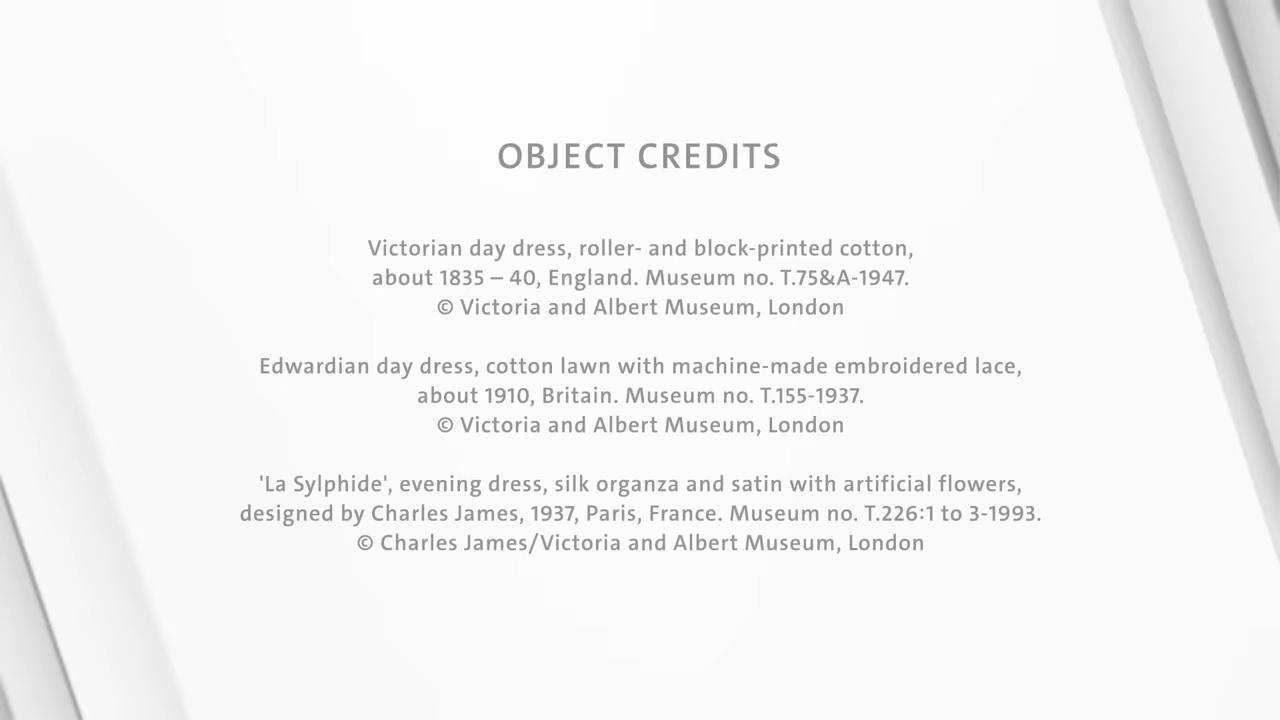 OBJECT CREDITS
Victorian day dress, roller- and block-printed cotton,
about 1835 – 40, England. Museum no. T.75&A-1947.
© Victoria and Albert Museum, London
Edwardian day dress, cotton lawn with machine-made embroidered lace,
about 1910, Britain. Museum no. T.155-1937.
© Victoria and Albert Museum, London
'La Sylphide', evening dress, silk organza and satin with artificial flowers,
designed by Charles James, 1937, Paris, France. Museum no. T.226:1 to 3-1993.
© Charles James/Victoria and Albert Museum, London